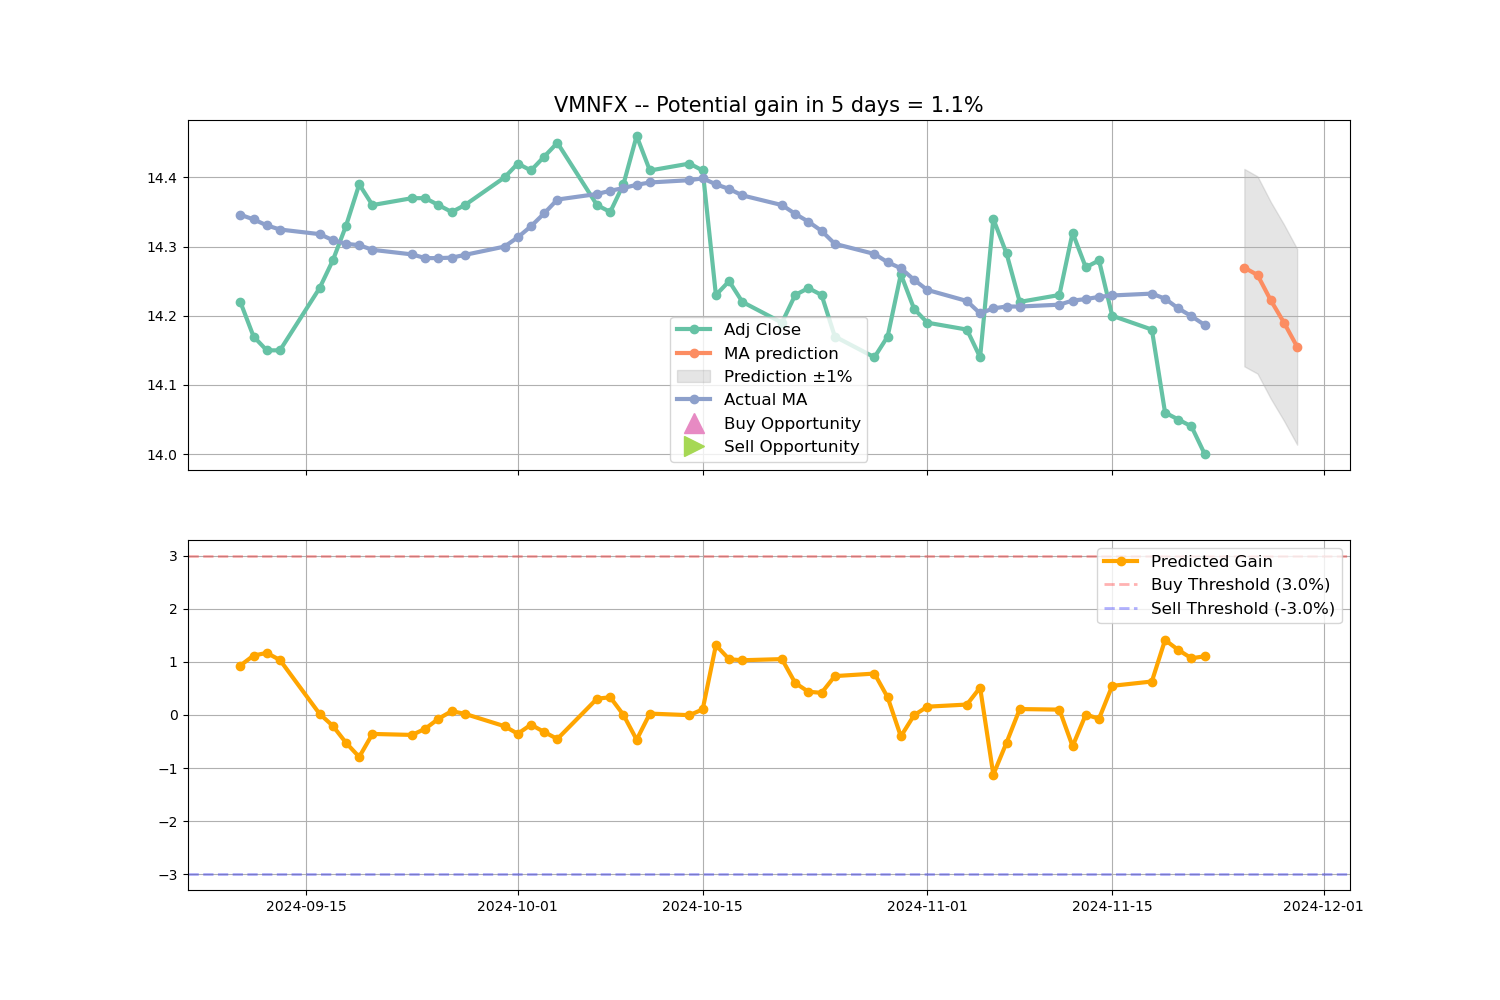 VMNFX -- Potential gain in 5 days = 1.1%
14.4
14.3
14.2
14.1
14.0
Adj Close
MA prediction
Prediction ±1%
Actual MA
Buy Opportunity
Sell Opportunity
3
2
1
0
−1
−2
−3
Predicted Gain
Buy Threshold (3.0%)
Sell Threshold (-3.0%)
2024-09-15
2024-10-01
2024-10-15
2024-11-01
2024-11-15
2024-12-01